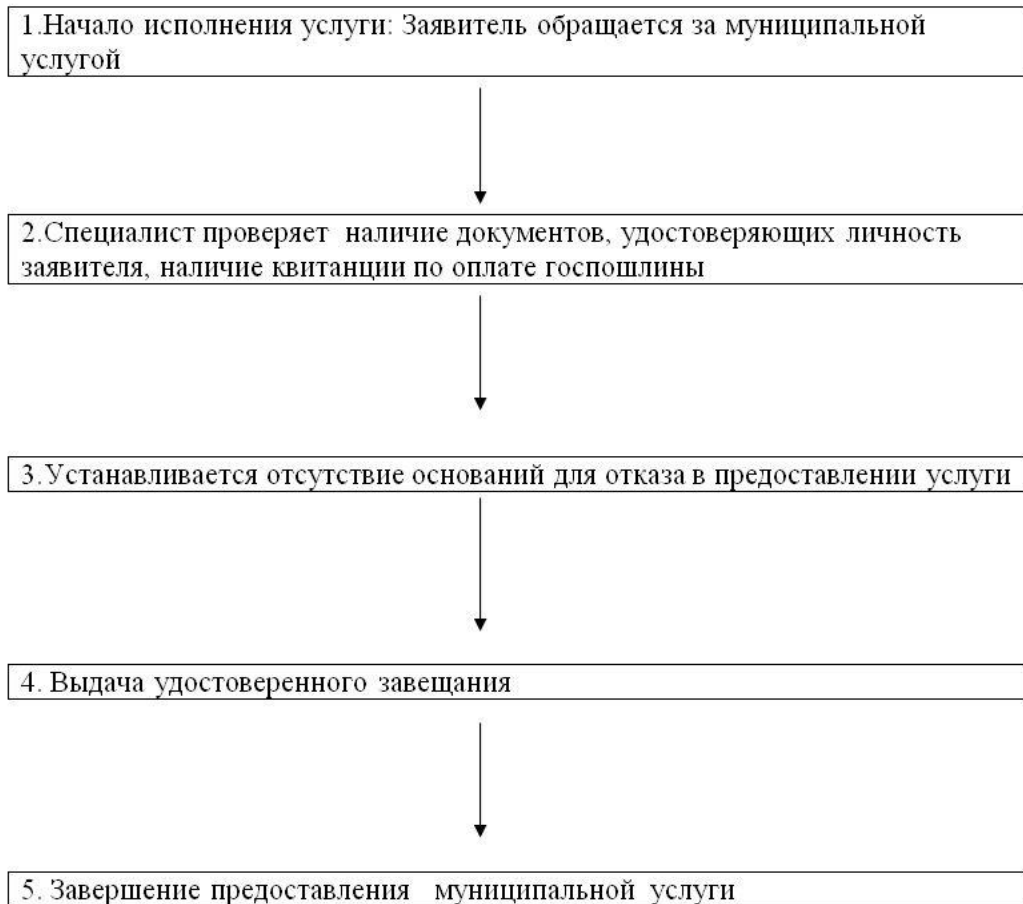 1.Начало исполнения услуги: Заявитель обращается за муниципальной
услугой
2.Специалист проверяет наличие документов, удостоверяющих личность
заявителя, наличие квитанции по оплате госпошлины
3.Устанавливается отсутствие оснований для отказа в предоставлении услуги
4. Выдача удостоверенного завещания
5. Завершение предоставления муниципальной услуги